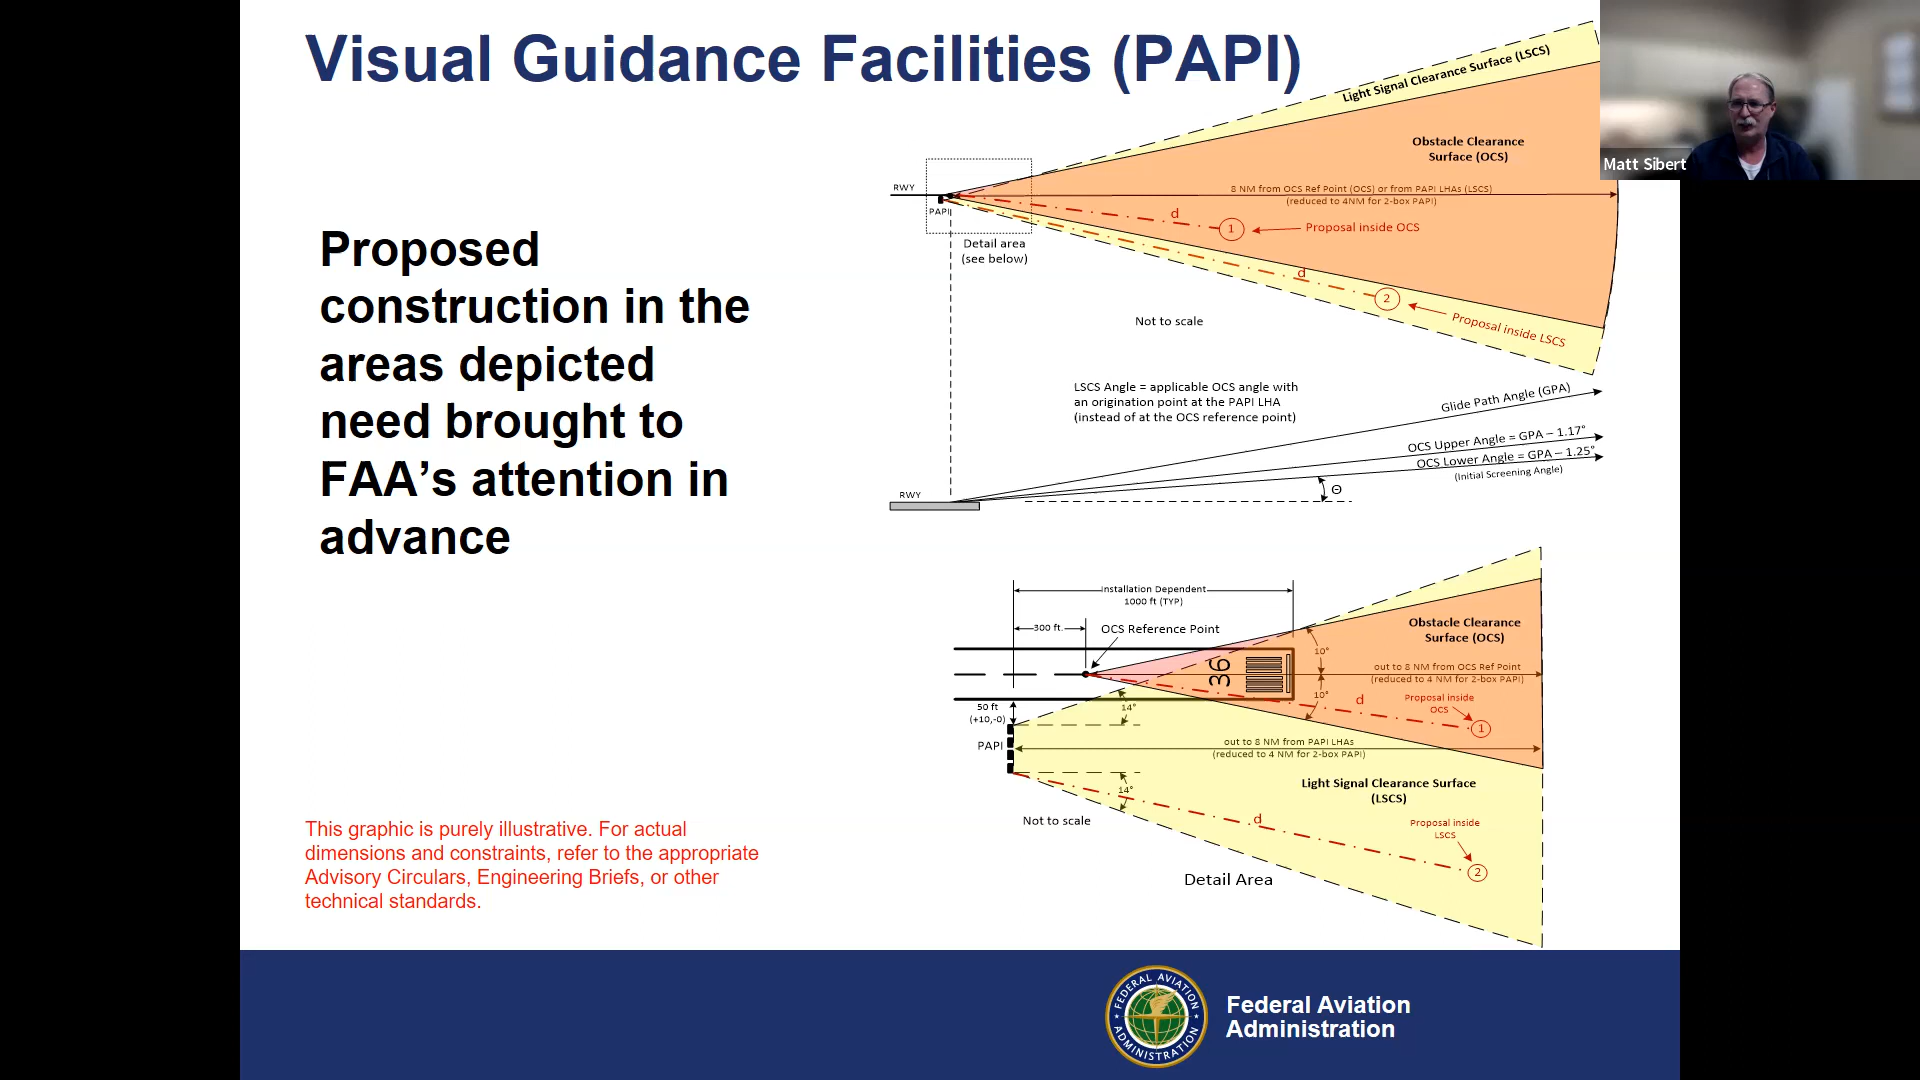 Visual Guidance Facilities (PAPI)
Proposed
construction in the
areas depicted
need brought to
FAA's attention in
advance
This graphic is purely illustrative. For actual
dimensions and constraints, refer to the appropriate
Advisory Circulars, Engineering Briefs, or other
technical standards.
Light Signal Clearance Surface (LSCS)
Obstacle Clearance
Surface (OCS)
RWY
8 NM from OCS Ref Point (OCS) or from PAPI LHAs (LSCS)
(reduced to 4NM for 2-box PAPI)
PAPI
d
1
Proposal inside OCS
Detail area
(see below)
d
2
Proposal inside LSCS
Not to scale
LSCS Angle = applicable OCS angle with
an origination point at the PAPI LHA
(instead of at the OCS reference point)
Glide Path Angle (GPA)
OCS Upper Angle = GPA – 1.17°
OCS Lower Angle = GPA – 1.25°
(Initial Screening Angle)
Θ
RWY
Installation Dependent
1000 ft (TYP)
300 ft.
OCS Reference Point
Obstacle Clearance
Surface (OCS)
10°
36
out to 8 NM from OCS Ref Point
(reduced to 4 NM for 2-box PAPI)
10°
d
Proposal inside
OCS
1
50 ft
(+10,-0)
14°
PAPI
out to 8 NM from PAPI LHAs
(reduced to 4 NM for 2-box PAPI)
14°
Light Signal Clearance Surface
(LSCS)
Not to scale
d
Proposal inside
LSCS
2
Detail Area
FEDERAL AVIATION
ADMINISTRATION
Federal Aviation
Administration
Matt Sibert